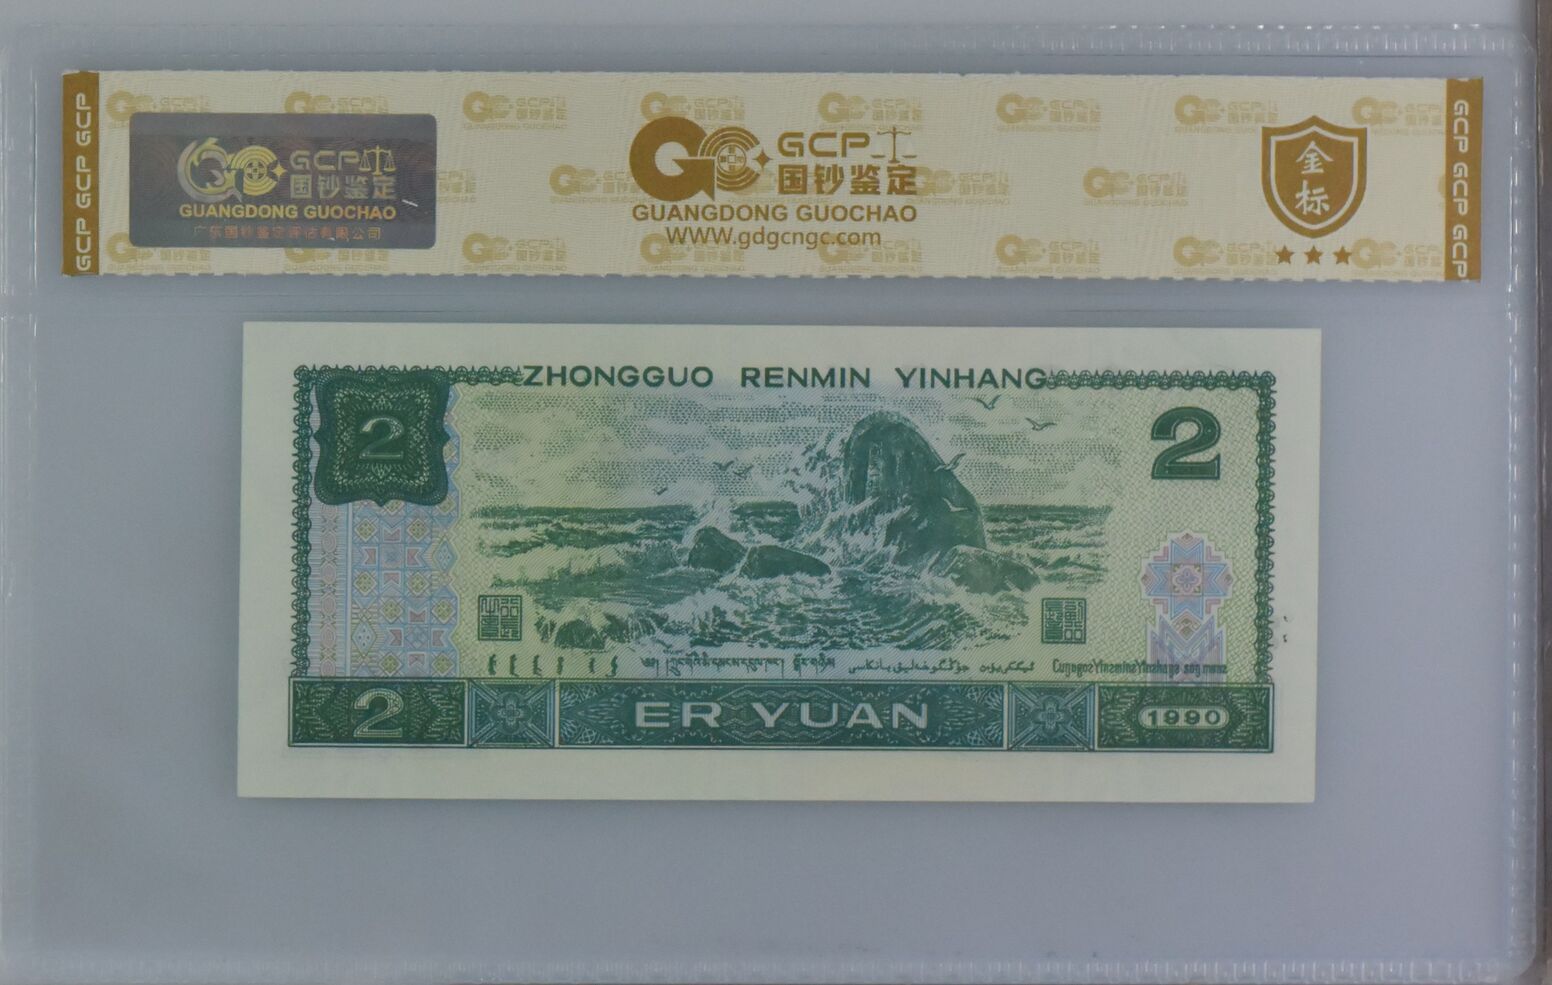 GCP GCP GCP
GCP
国钞鉴定
GUANGDONG GUOCHAO
广东国钞鉴定评估有限公司
GCP
国钞鉴定
GUANGDONG GUOCHAO
WWW.gdgcngc.com
金标
GCP GCP GCP
ZHONGGUO RENMIN YINHANG
2
2
2
ER YUAN
1990